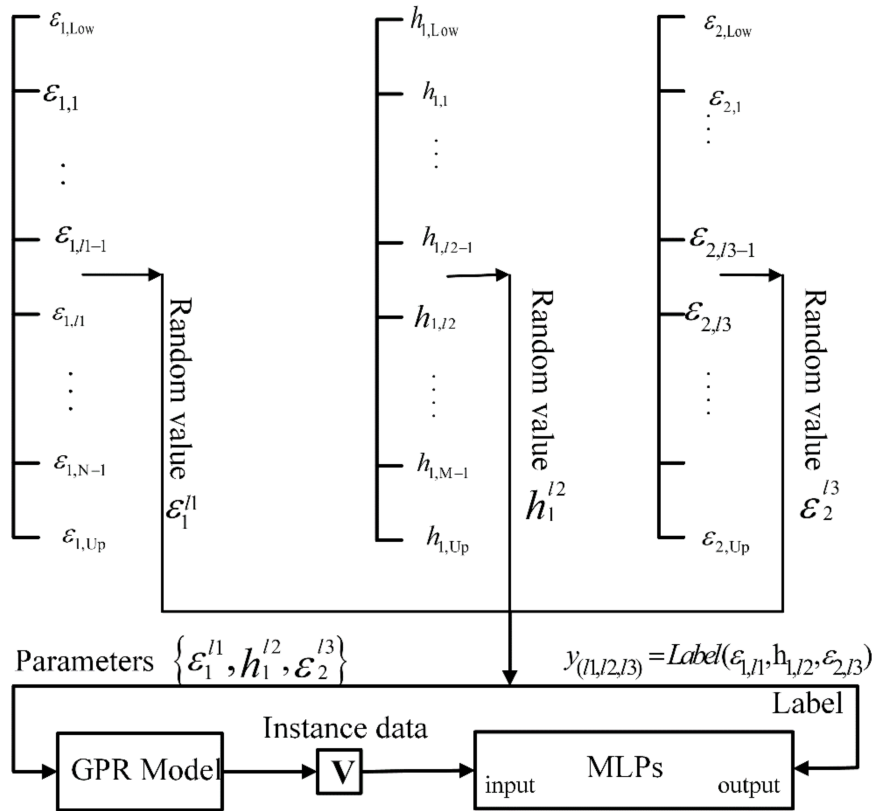 ε1,Low
ε1,1
⋮
ε1,l1−1
ε1,l1
⋮
ε1,N−1
ε1,Up
Random value ε₁^l1
h1,Low
h1,1
⋮
h1,l2−1
h1,l2
⋮
h1,M−1
h1,Up
Random value h₁^l2
ε2,Low
ε2,1
⋮
ε2,l3−1
ε2,l3
⋮
ε2,Up
Random value ε₂^l3
Parameters {ε₁^l1, h₁^l2, ε₂^l3}
y(l1,l2,l3) = Label(ε1,l1, h1,l2, ε2,l3)
Label
Instance data
GPR Model
V
MLPs
input
output